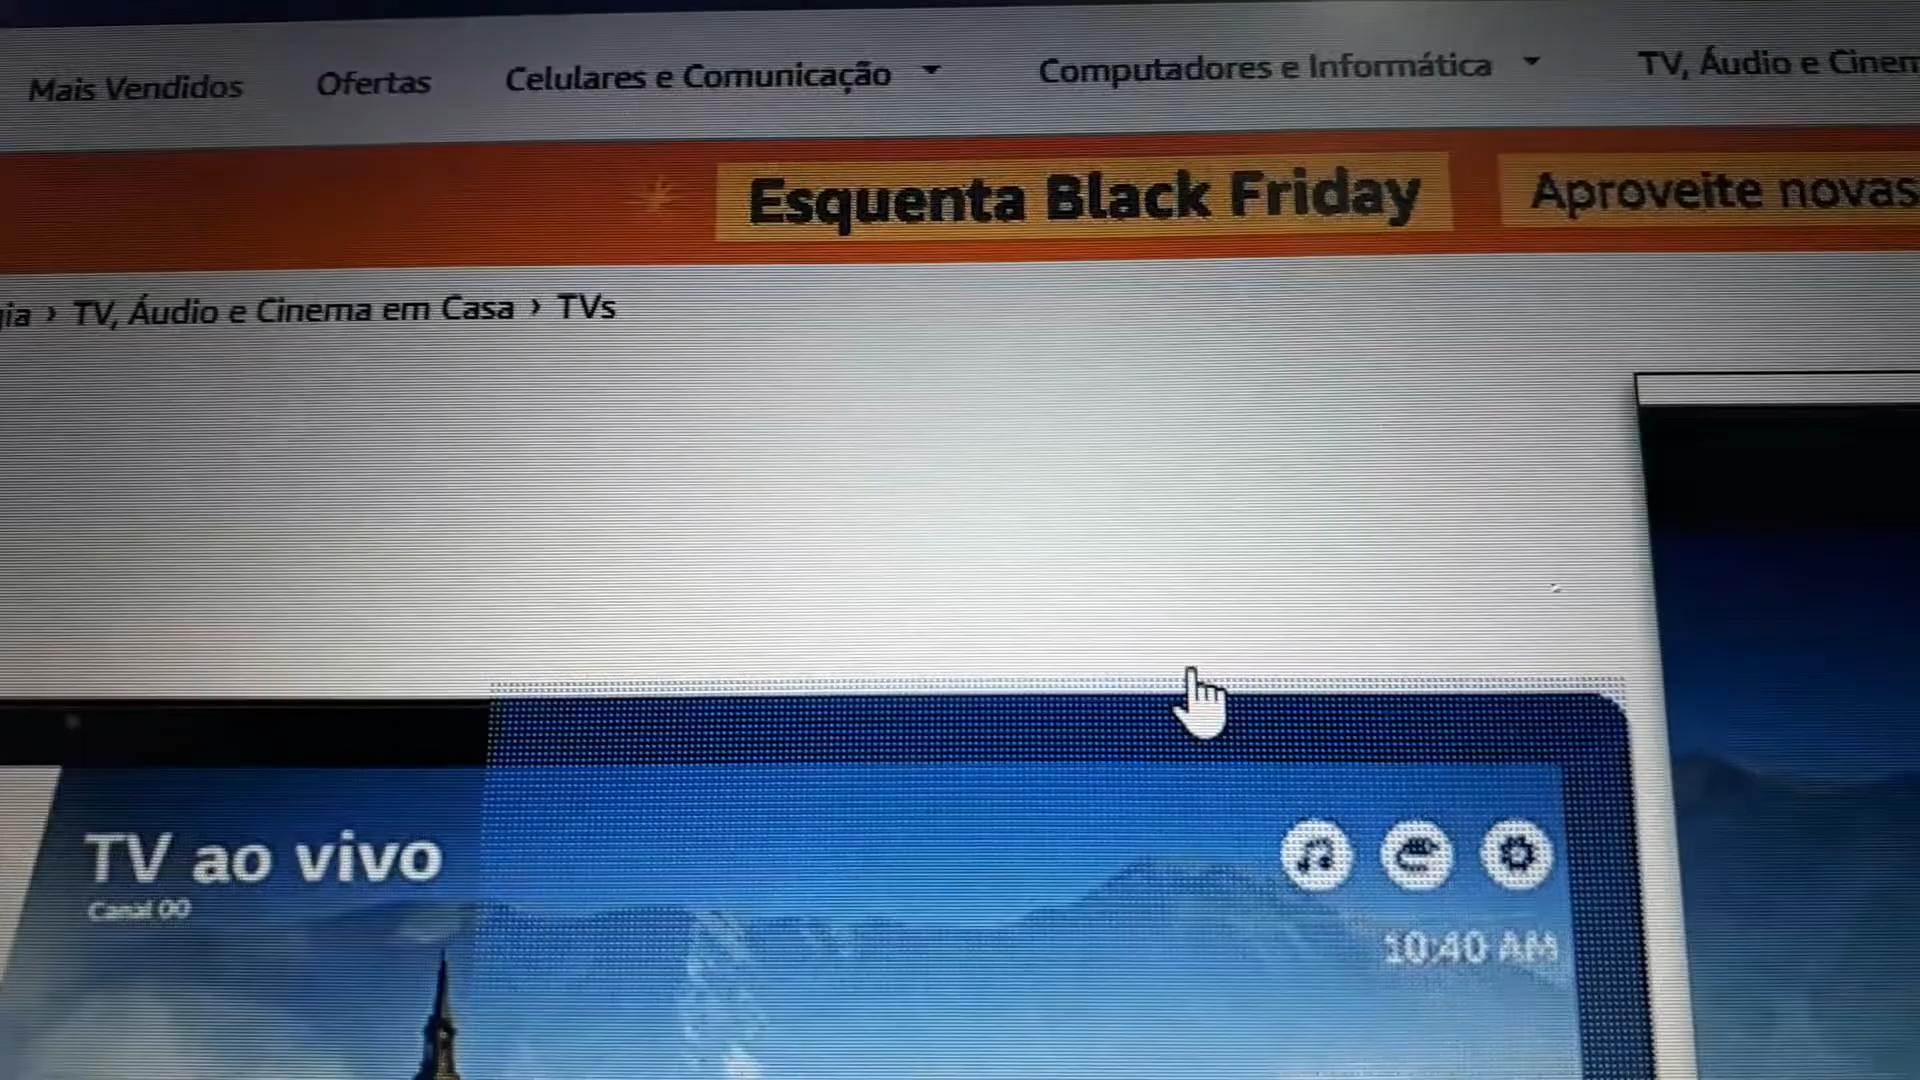 Mais Vendidos Ofertas Celulares e Comunicação Computadores e Informática TV, Áudio e Cinem
Esquenta Black Friday Aproveite novas
gia › TV, Áudio e Cinema em Casa › TVs
TV ao vivo
Canal 00
10:40 AM